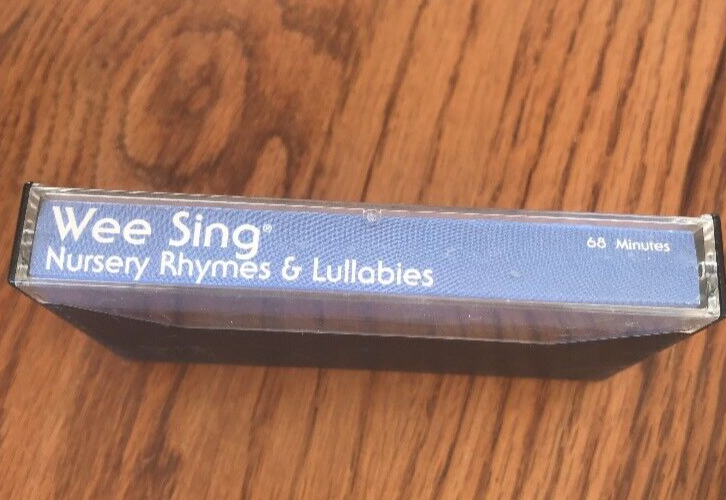 Wee Sing®
Nursery Rhymes & Lullabies
68 Minutes